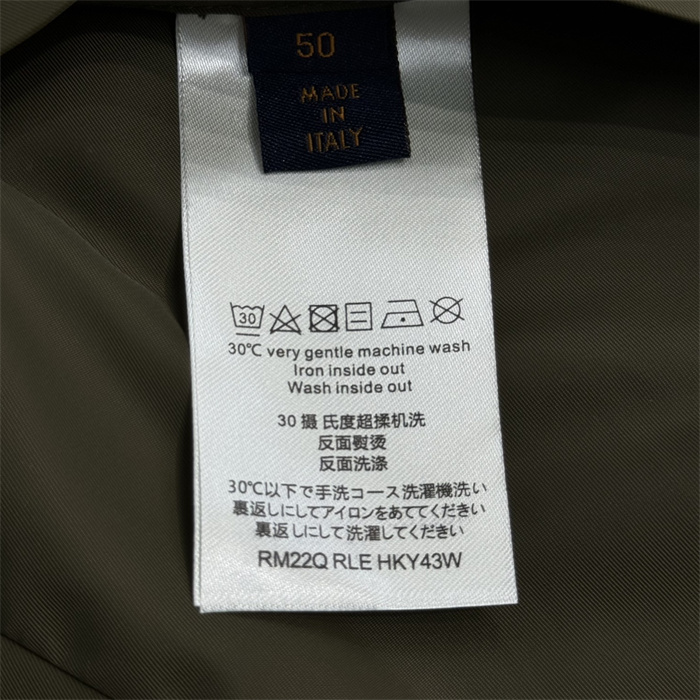 50
MADE
IN
ITALY
30
30℃ very gentle machine wash
Iron inside out
Wash inside out
30 摄 氏度超揉机洗
反面熨烫
反面洗涤
30℃以下で手洗コース洗濯機洗い
裏返しにしてアイロンをあててください
裏返しにして洗濯してください
RM22Q RLE HKY43W